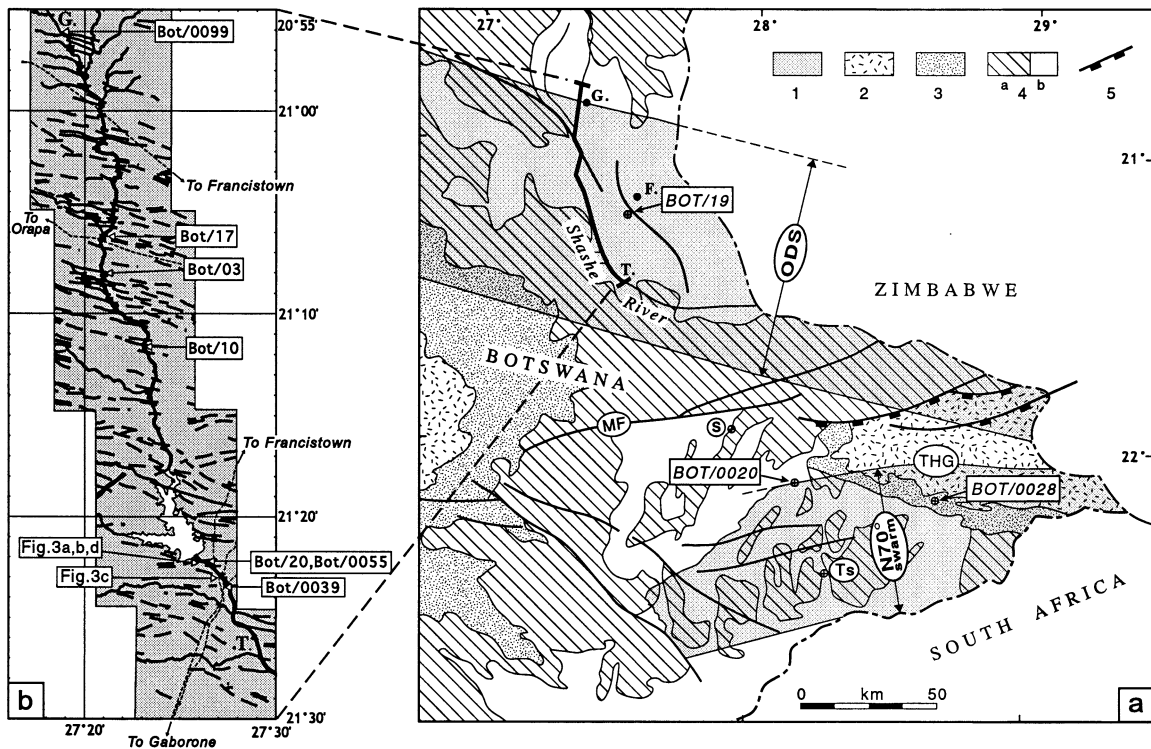 20°55'
G.
Bot/0099
21°00'
To Francistown
To
Orapa
Bot/17
Bot/03
21°10'
Bot/10
To Francistown
21°20'
Fig.3a,b,d
Bot/20,Bot/0055
Fig.3c
Bot/0039
.T.
b
21°30'
27°20'
27°30'
To Gaborone
27°
28°
29°
1
2
3
a
4
b
5
G.
21°
F.
BOT/19
ODS
Shashe
River
T.
ZIMBABWE
BOTSWANA
MF
S
THG
22°
BOT/0020
BOT/0028
N70°
swarm
Ts
SOUTH AFRICA
0
km
50
a